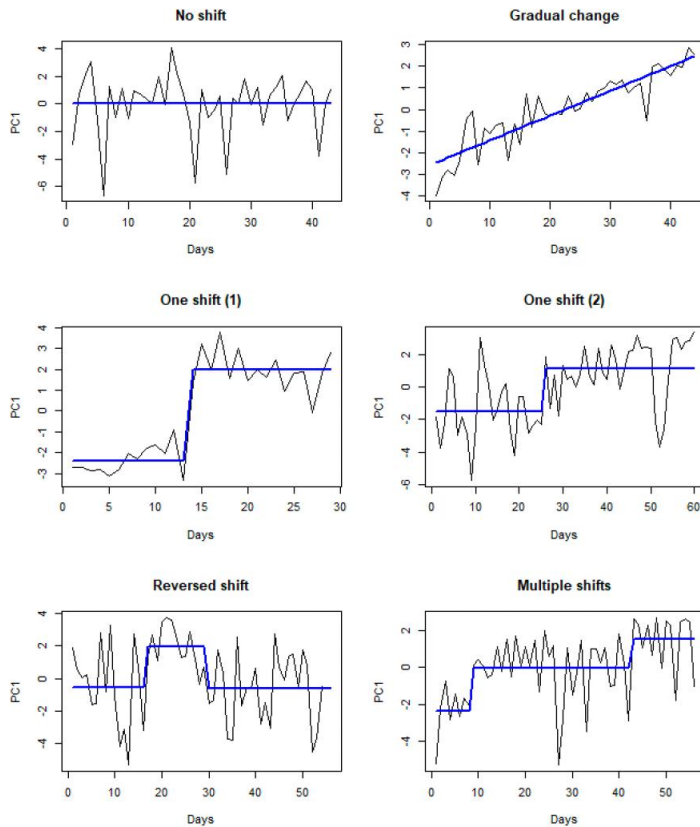 No shift
PC1
4
2
0
-2
-4
-6
0 10 20 30 40
Days
Gradual change
PC1
3
2
1
0
-1
-2
-3
-4
0 10 20 30 40
Days
One shift (1)
PC1
4
3
2
1
0
-1
-2
-3
0 5 10 15 20 25 30
Days
One shift (2)
PC1
2
0
-2
-4
-6
0 10 20 30 40 50 60
Days
Reversed shift
PC1
4
2
0
-2
-4
0 10 20 30 40 50
Days
Multiple shifts
PC1
2
0
-2
-4
0 10 20 30 40 50
Days